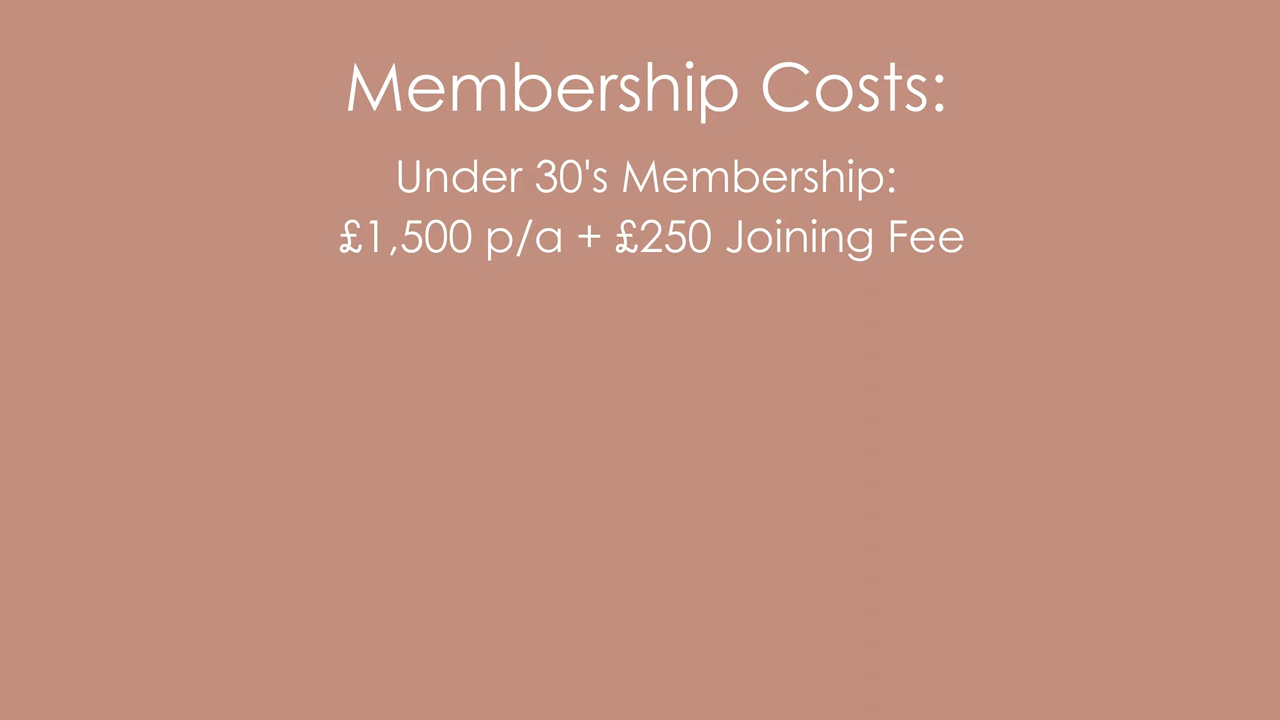 Membership Costs:
Under 30's Membership:
£1,500 p/a + £250 Joining Fee